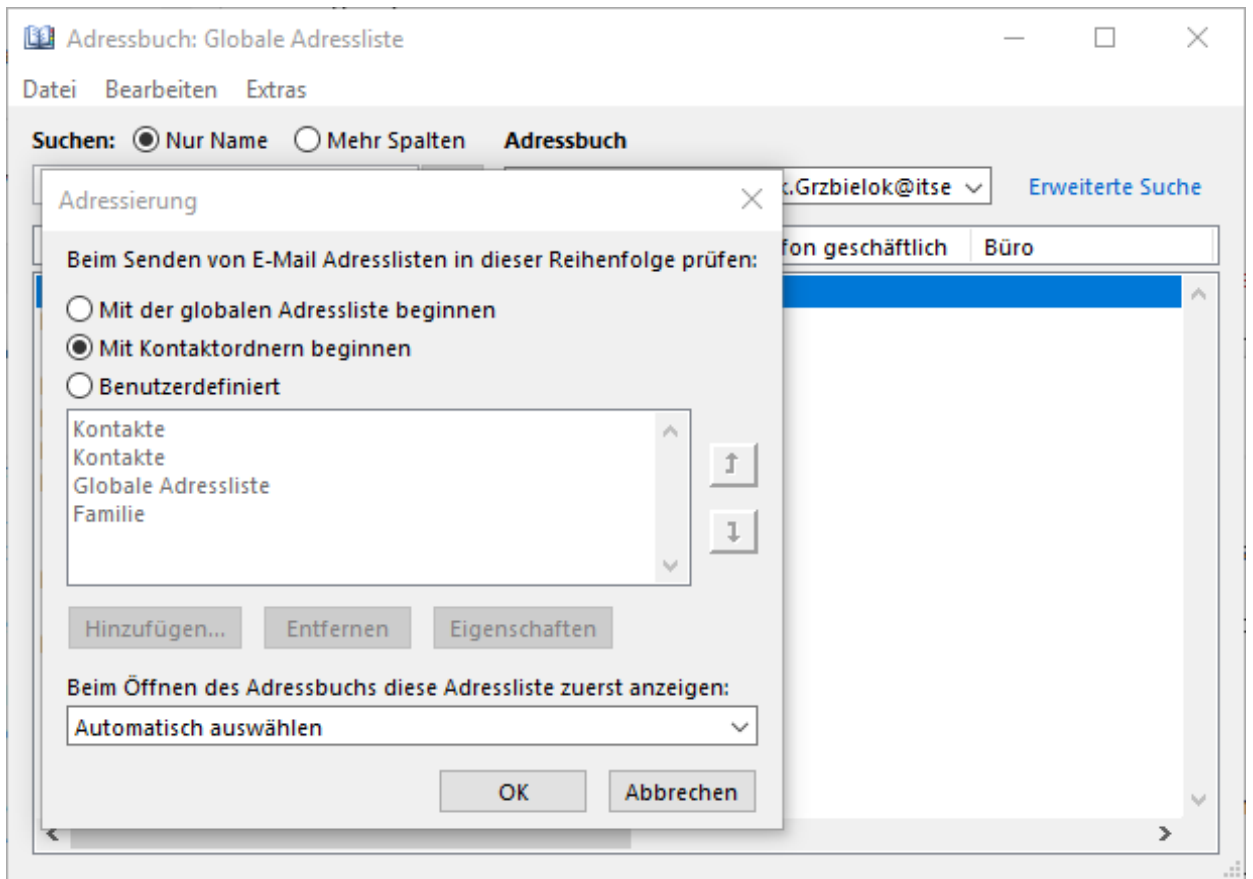 Adressbuch: Globale Adressliste
Datei Bearbeiten Extras
Suchen: Nur Name Mehr Spalten Adressbuch
.Grzbielok@itse Erweiterte Suche
Adressierung
fon geschäftlich Büro
Beim Senden von E-Mail Adresslisten in dieser Reihenfolge prüfen:
Mit der globalen Adressliste beginnen
Mit Kontaktordnern beginnen
Benutzerdefiniert
Kontakte
Kontakte
Globale Adressliste
Familie
Hinzufügen... Entfernen Eigenschaften
Beim Öffnen des Adressbuchs diese Adressliste zuerst anzeigen:
Automatisch auswählen
OK Abbrechen